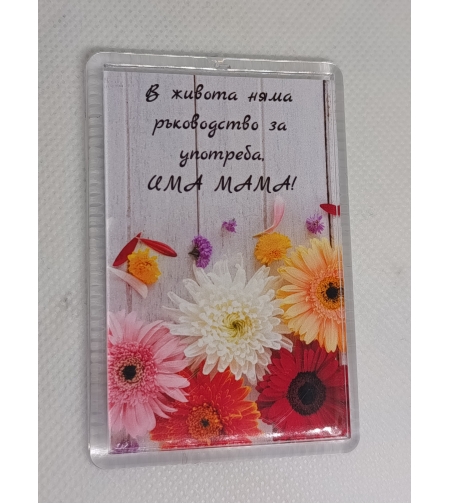 В живота няма
ръководство за
употреба,
ИМА МАМА!